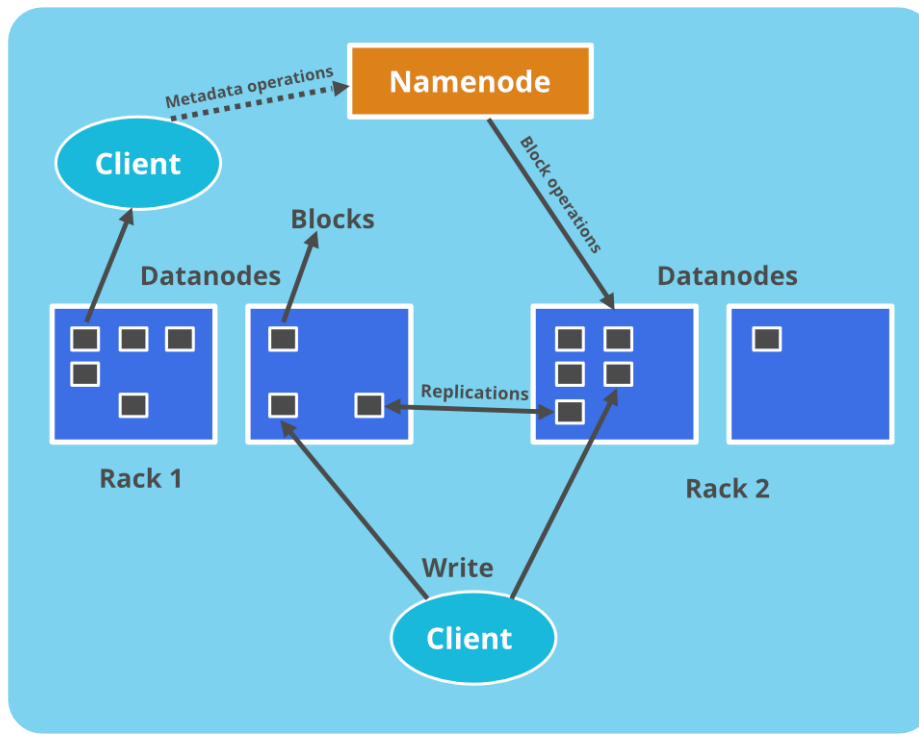 Metadata operations
Namenode
Client
Block operations
Blocks
Datanodes
Datanodes
Replications
Rack 1
Rack 2
Write
Client